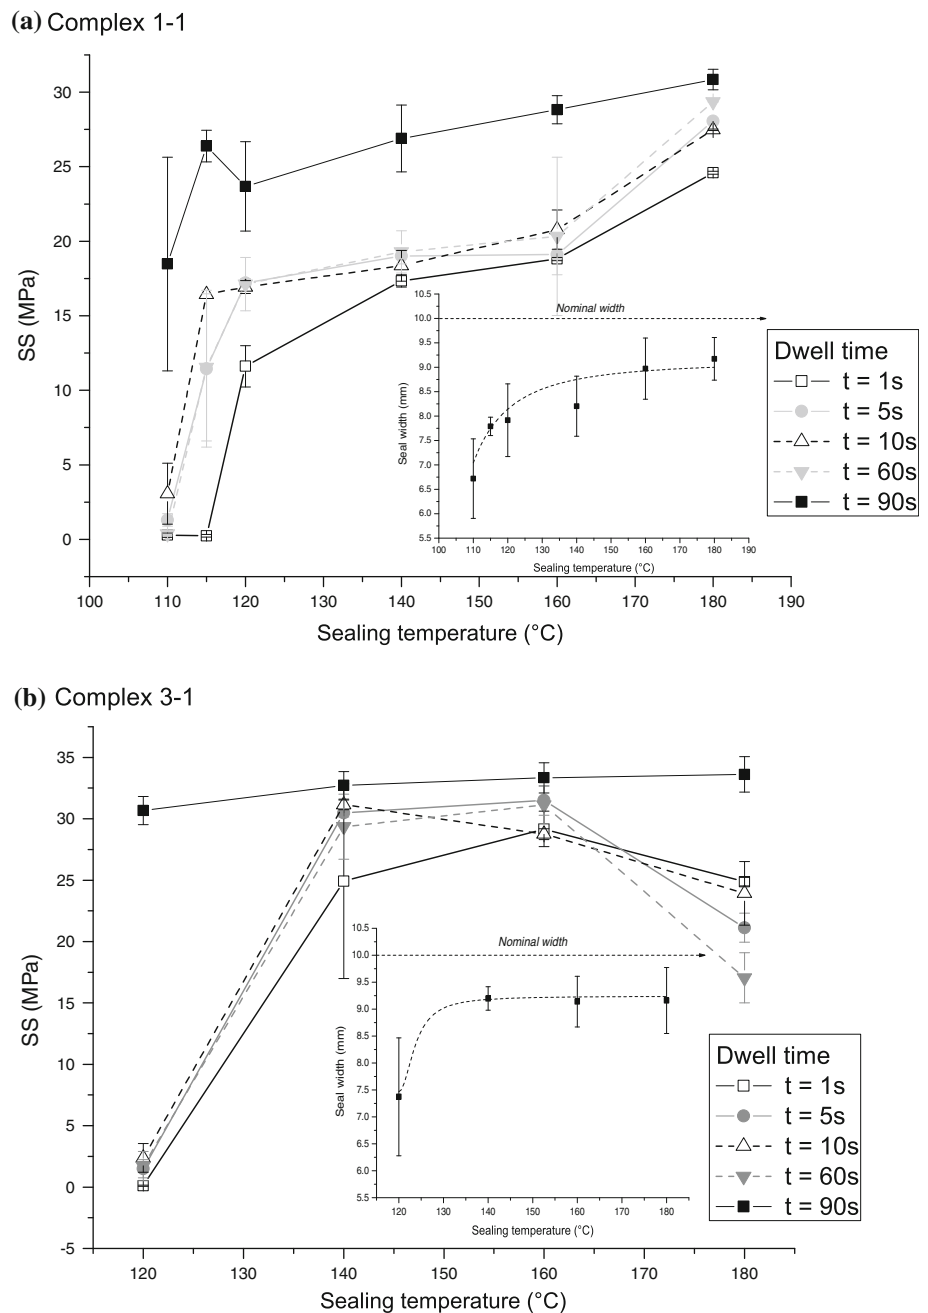 (a) Complex 1-1
30
25
20
15
10
5
0
SS (MPa)
100 110 120 130 140 150 160 170 180 190
Sealing temperature (°C)
10.5
10.0
9.5
9.0
8.5
8.0
7.5
7.0
6.5
6.0
5.5
Seal width (mm)
Nominal width
100 110 120 130 140 150 160 170 180 190
Sealing temperature (°C)
Dwell time
t = 1s
t = 5s
t = 10s
t = 60s
t = 90s
(b) Complex 3-1
35
30
25
20
15
10
5
0
-5
SS (MPa)
120 130 140 150 160 170 180
Sealing temperature (°C)
10.5
10.0
9.5
9.0
8.5
8.0
7.5
7.0
6.5
6.0
5.5
Seal width (mm)
Nominal width
120 130 140 150 160 170 180
Sealing temperature (°C)
Dwell time
t = 1s
t = 5s
t = 10s
t = 60s
t = 90s